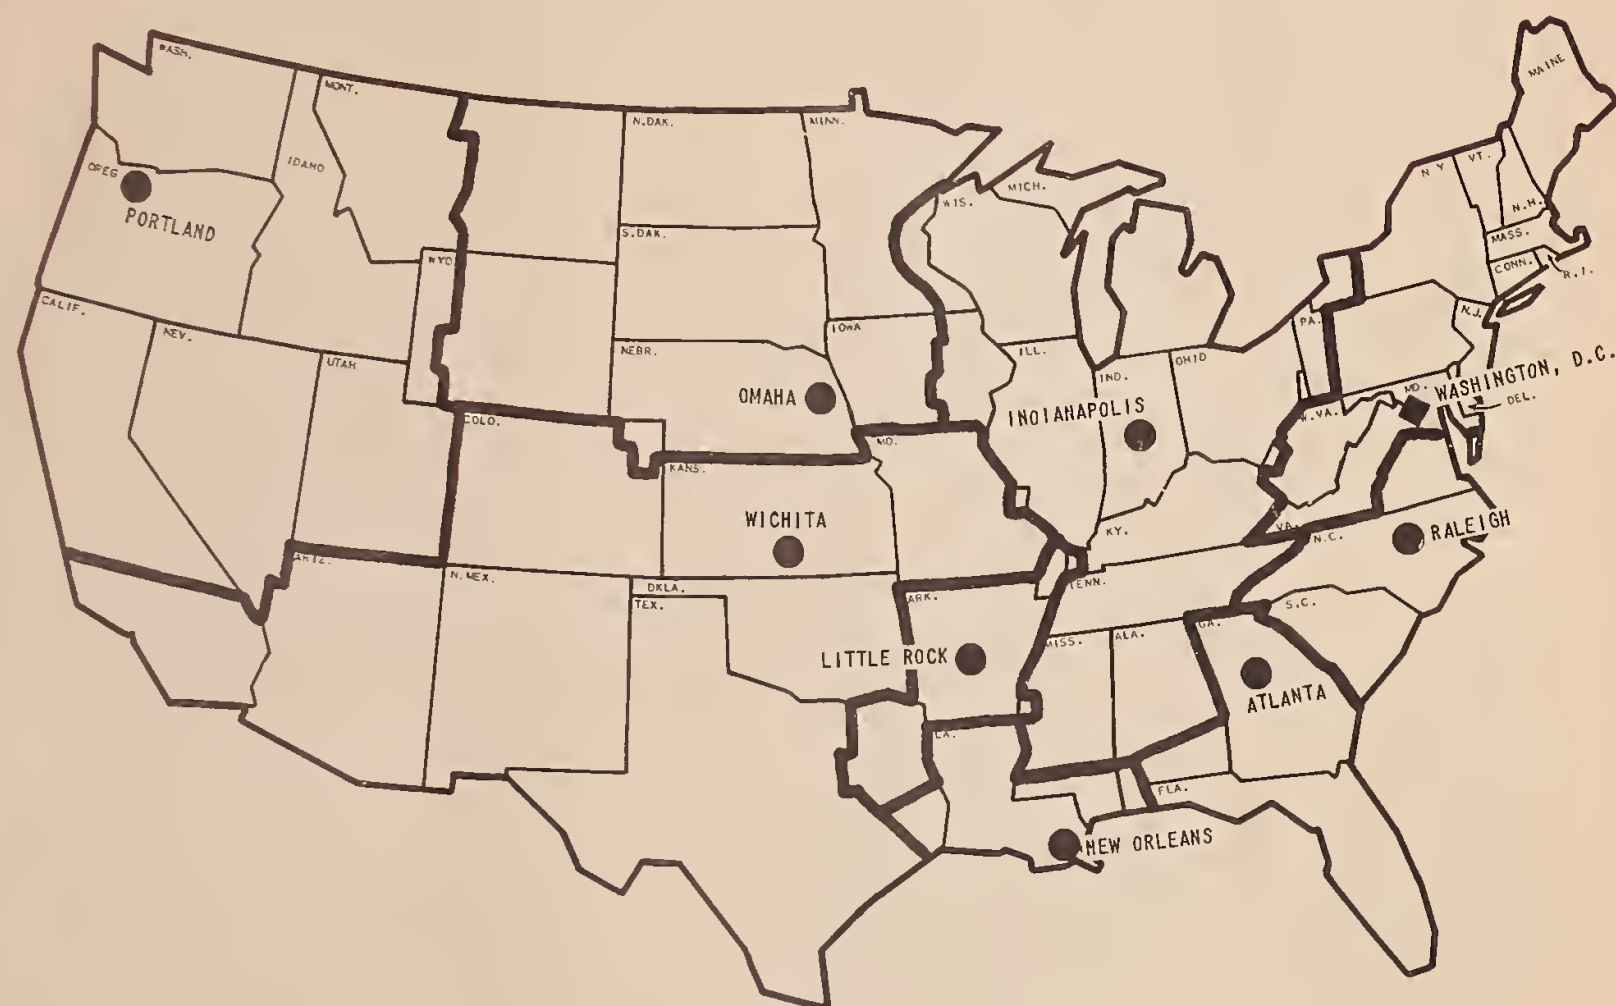 WASH.
MONT.
IDAHO
OREG
PORTLAND
N.DAK.
MINN.
S.DAK.
WYO.
CALIF.
NEV.
UTAH
NEBR.
IOWA
OMAHA
COLO.
KANS.
MO.
WICHITA
ARIZ.
N.MEX.
OKLA.
TEX.
ARK.
LITTLE ROCK
LA.
NEW ORLEANS
WIS.
MICH.
ILL.
IND.
OHIO
INDIANAPOLIS
KY.
TENN.
MISS.
ALA.
GA.
ATLANTA
FLA.
S.C.
N.C.
RALEIGH
VA.
W.VA.
MD.
WASHINGTON, D.C.
DEL.
PA.
N.J.
N Y
VT.
N.H.
MAINE
MASS.
CONN.
R.I.